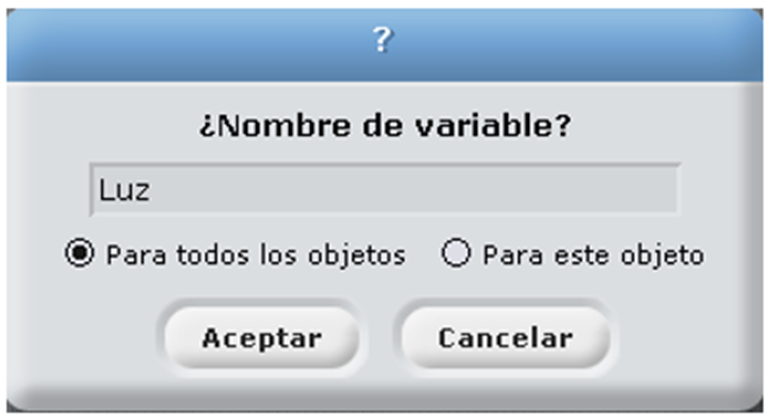 ?
¿Nombre de variable?
Luz
Para todos los objetos Para este objeto
Aceptar Cancelar